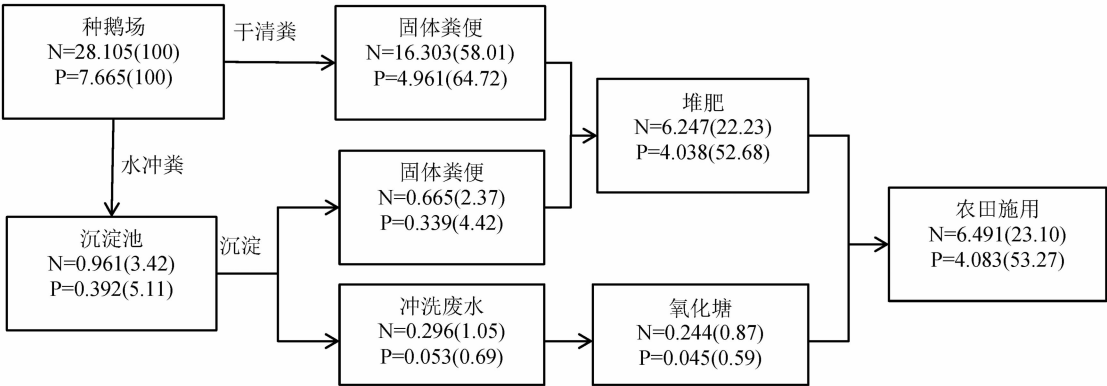 种鹅场
N=28.105(100)
P=7.665(100)
干清粪
固体粪便
N=16.303(58.01)
P=4.961(64.72)
堆肥
N=6.247(22.23)
P=4.038(52.68)
水冲粪
固体粪便
N=0.665(2.37)
P=0.339(4.42)
农田施用
N=6.491(23.10)
P=4.083(53.27)
沉淀池
N=0.961(3.42)
P=0.392(5.11)
沉淀
冲洗废水
N=0.296(1.05)
P=0.053(0.69)
氧化塘
N=0.244(0.87)
P=0.045(0.59)